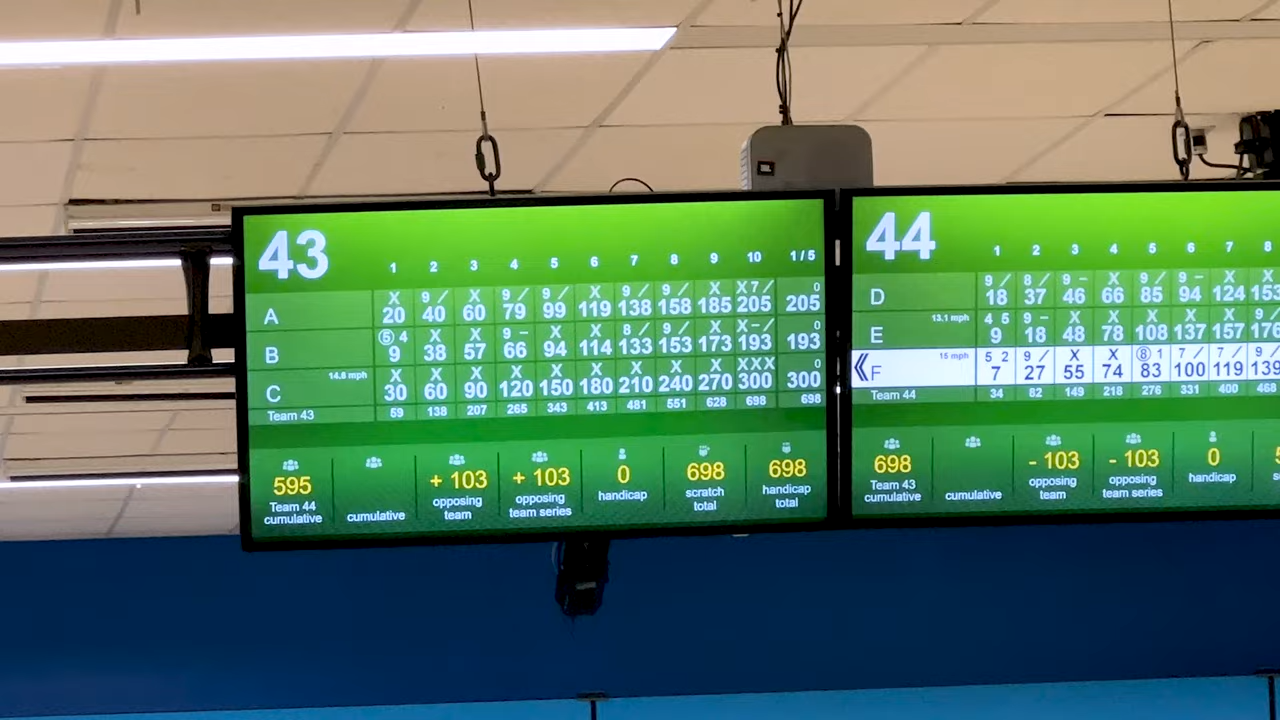 43
1 2 3 4 5 6 7 8 9 10 1 / 5
X 9 / X 9 / 9 / X 9 / 9 / X X 7 / 0
A 20 40 60 79 99 119 138 158 185 205 205
⑤ 4 X X 9 – X X 8 / 9 / X X – / 0
B 9 38 57 66 94 114 133 153 173 193 193
14.8 mph X X X X X X X X X XXX 0
C 30 60 90 120 150 180 210 240 270 300 300
Team 43 59 138 207 265 343 413 481 551 628 698 698
595 + 103 + 103 0 698 698
Team 44 cumulative opposing opposing handicap scratch handicap
cumulative team team series total total
44
1 2 3 4 5 6 7 8
9 / 8 / 9 – X 9 / 9 – X X
D 18 37 46 66 85 94 124 153
13.1 mph 4 5 9 – X X X X X 9 /
E 9 18 48 78 108 137 157 170
15 mph 5 2 9 / X X ⑧ 1 7 / 7 / 9 /
F 7 27 55 74 83 100 119 139
Team 44 34 82 149 218 276 331 400 468
698 - 103 - 103 0
Team 43 cumulative opposing opposing handicap
cumulative team team series